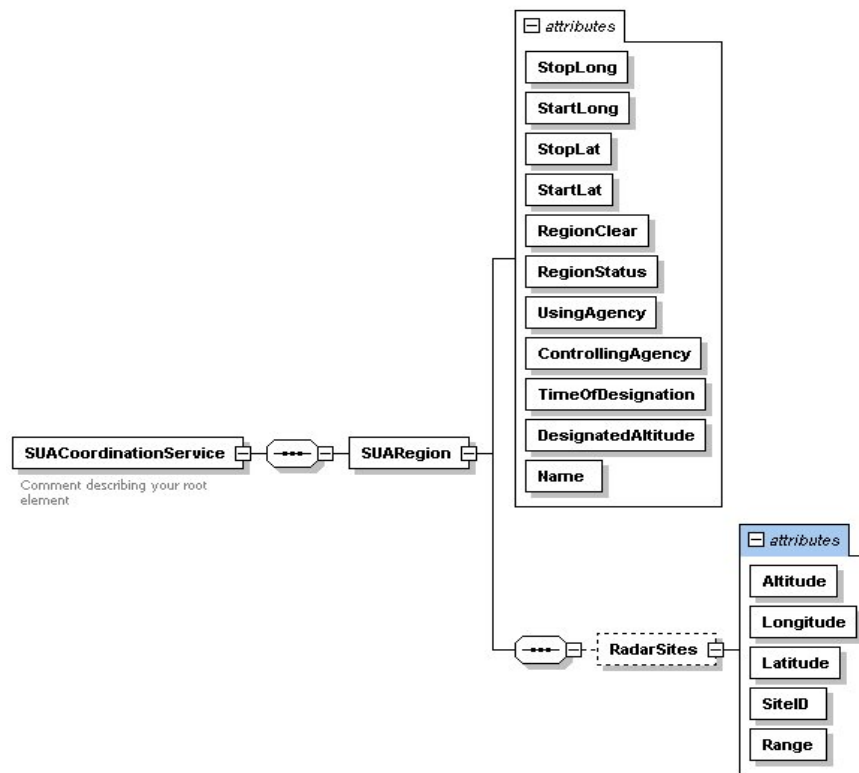 attributes
StopLong
StartLong
StopLat
StartLat
RegionClear
RegionStatus
UsingAgency
ControllingAgency
TimeOfDesignation
DesignatedAltitude
Name
SUACoordinationService
Comment describing your root
element
SUARegion
attributes
Altitude
Longitude
Latitude
SiteID
Range
RadarSites